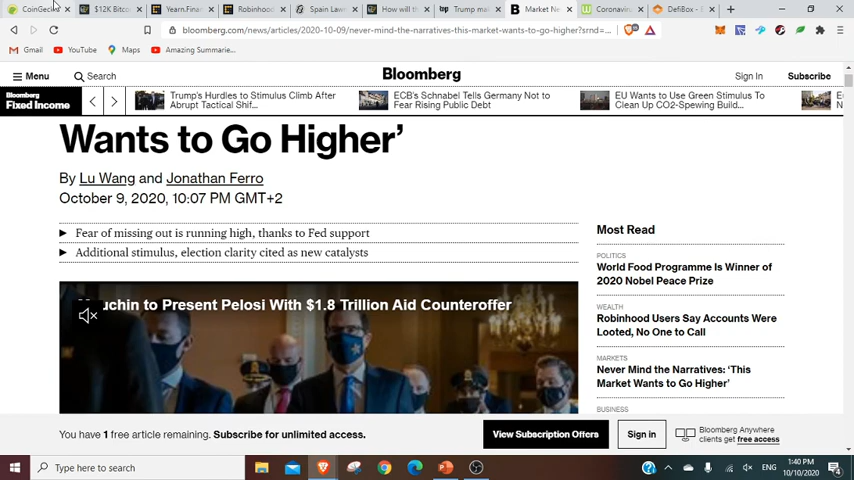 CoinGecko
$12K Bitco
Yearn.Finan
Robinhood
Spain Law
How will th
Trump mak
Market Ne
Coronavirus
DefiBox - E
bloomberg.com/news/articles/2020-10-09/never-mind-the-narratives-this-market-wants-to-go-higher?srnd=...
Gmail
YouTube
Maps
Amazing Summarie...
Menu
Search
Bloomberg
Sign In
Subscribe
Bloomberg
Fixed Income
Trump's Hurdles to Stimulus Climb After
Abrupt Tactical Shif...
ECB's Schnabel Tells Germany Not to
Fear Rising Public Debt
EU Wants to Use Green Stimulus To
Clean Up CO2-Spewing Build...
Wants to Go Higher'
By Lu Wang and Jonathan Ferro
October 9, 2020, 10:07 PM GMT+2
Fear of missing out is running high, thanks to Fed support
Additional stimulus, election clarity cited as new catalysts
uchin to Present Pelosi With $1.8 Trillion Aid Counteroffer
Most Read
POLITICS
World Food Programme Is Winner of
2020 Nobel Peace Prize
WEALTH
Robinhood Users Say Accounts Were
Looted, No One to Call
MARKETS
Never Mind the Narratives: 'This
Market Wants to Go Higher'
BUSINESS
You have 1 free article remaining. Subscribe for unlimited access.
View Subscription Offers
Sign in
Bloomberg Anywhere
clients get free access
Type here to search
ENG
1:40 PM
10/10/2020
4